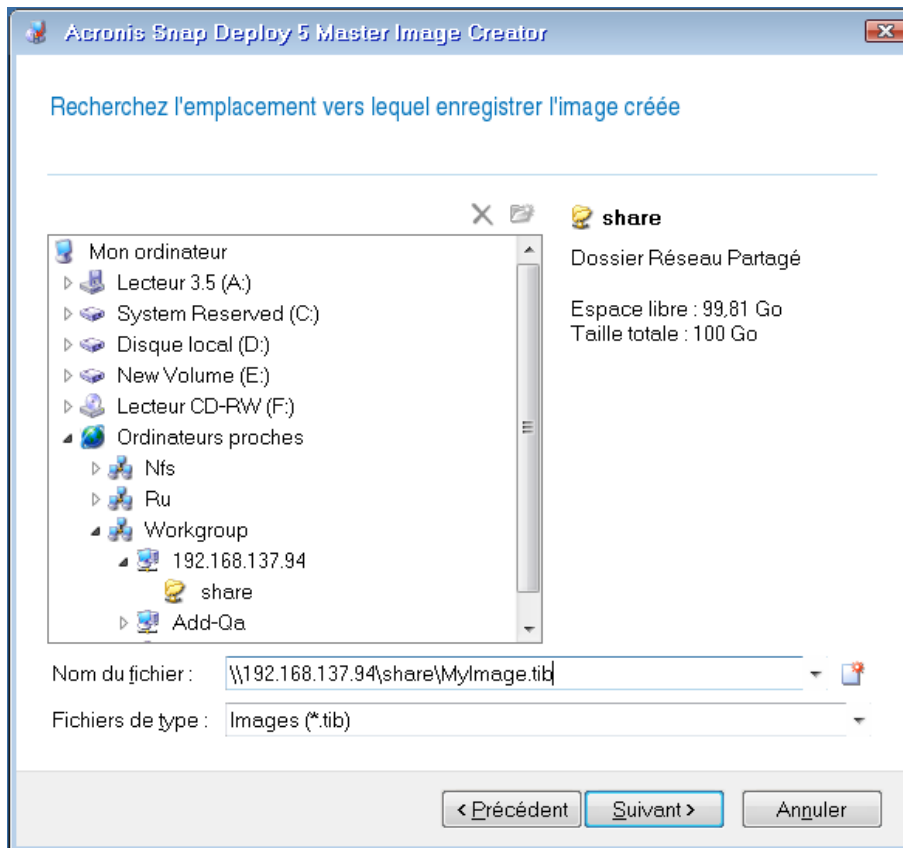 Acronis Snap Deploy 5 Master Image Creator
Recherchez l'emplacement vers lequel enregistrer l'image créée
Mon ordinateur
Lecteur 3.5 (A:)
System Reserved (C:)
Disque local (D:)
New Volume (E:)
Lecteur CD-RW (F:)
Ordinateurs proches
Nfs
Ru
Workgroup
192.168.137.94
share
Add-Qa
share
Dossier Réseau Partagé
Espace libre : 99,81 Go
Taille totale : 100 Go
Nom du fichier : \\192.168.137.94\share\MyImage.tib
Fichiers de type : Images (*.tib)
< Précédent Suivant > Annuler